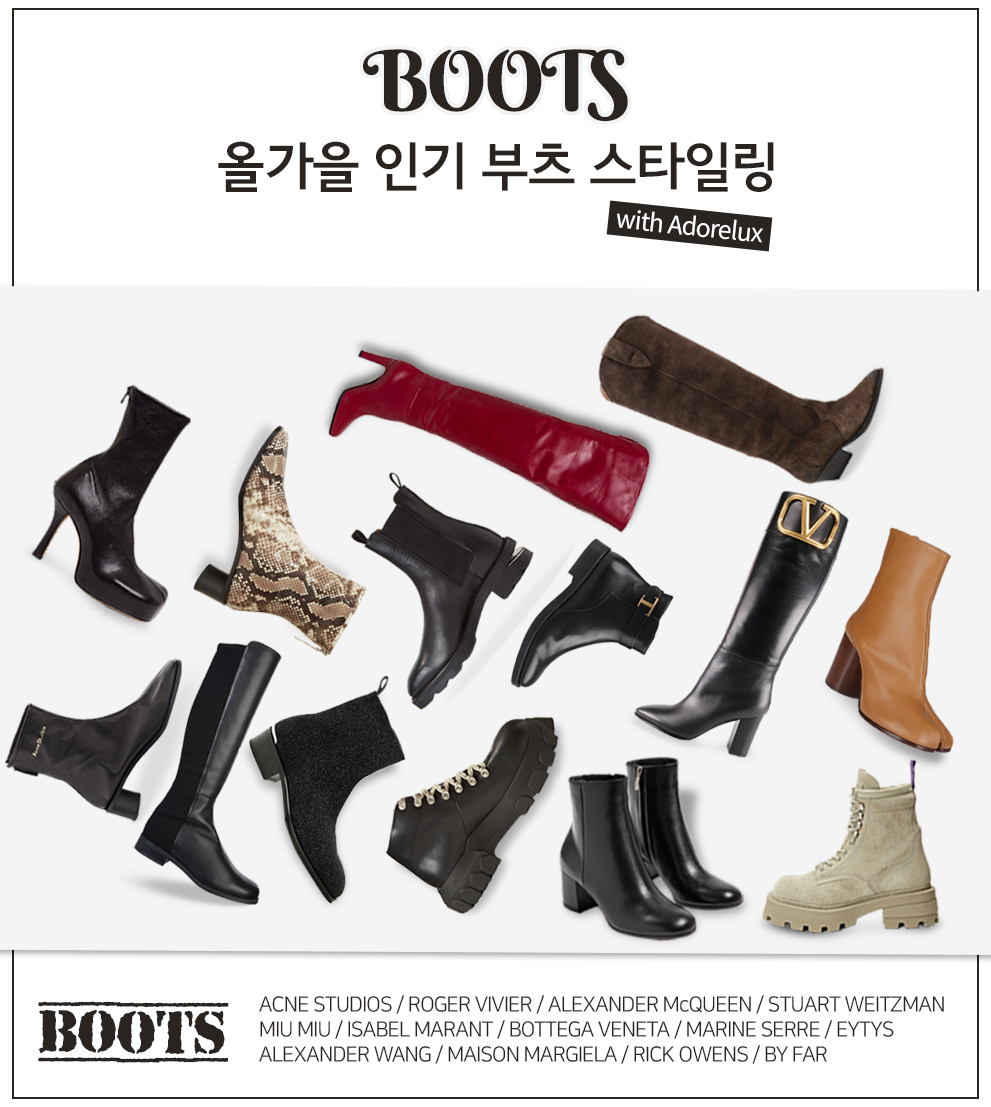 BOOTS
올가을 인기 부츠 스타일링
with Adorelux
Acne Studios
BOOTS
ACNE STUDIOS / ROGER VIVIER / ALEXANDER McQUEEN / STUART WEITZMAN
MIU MIU / ISABEL MARANT / BOTTEGA VENETA / MARINE SERRE / EYTYS
ALEXANDER WANG / MAISON MARGIELA / RICK OWENS / BY FAR